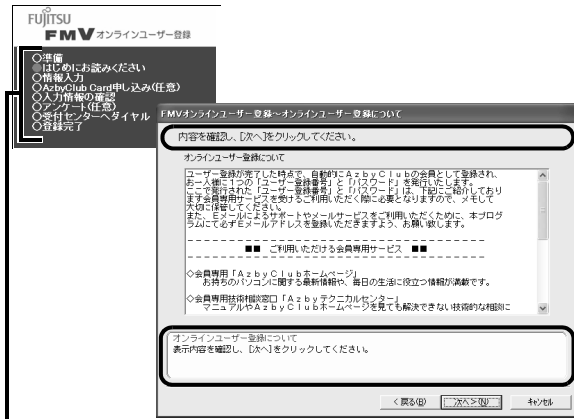 FUJITSU
FMV オンラインユーザー登録
○準備
●はじめにお読みください
○情報入力
○AzbyClub Card申し込み(任意)
○入力情報の確認
○アンケート(任意)
○受付センターへダイヤル
○登録完了
FMVオンラインユーザー登録～オンラインユーザー登録について
内容を確認し、[次へ]をクリックしてください。
オンラインユーザー登録について
ユーザー登録が完了した時点で、自動的にAzbyClubの会員として登録され、
お一人様に1つの「ユーザー登録番号」と「パスワード」を発行いたします。
ここで発行された「ユーザー登録番号」と「パスワード」は、下記にご紹介しており
ます会員専用サービスを受けるご利用いただく際に必要となりますので、メモして
大切に保管してください。
また、Eメールによるサポートやメールサービスをご利用いただくために、本プログ
ラムにて必ずEメールアドレスを登録いただきますよう、お願い致します。
■■ ご利用いただける会員専用サービス ■■
◇会員専用「AzbyClubホームページ」
お持ちのパソコンに関する最新情報や、毎日の生活に役立つ情報が満載です。
◇会員専用技術相談窓口「Azbyテクニカルセンター」
マニュアルやAzbyClubホームページを見ても解決できない技術的な相談に
オンラインユーザー登録について
表示内容を確認し、[次へ]をクリックしてください。
< 戻る(B) 次へ >(N) キャンセル